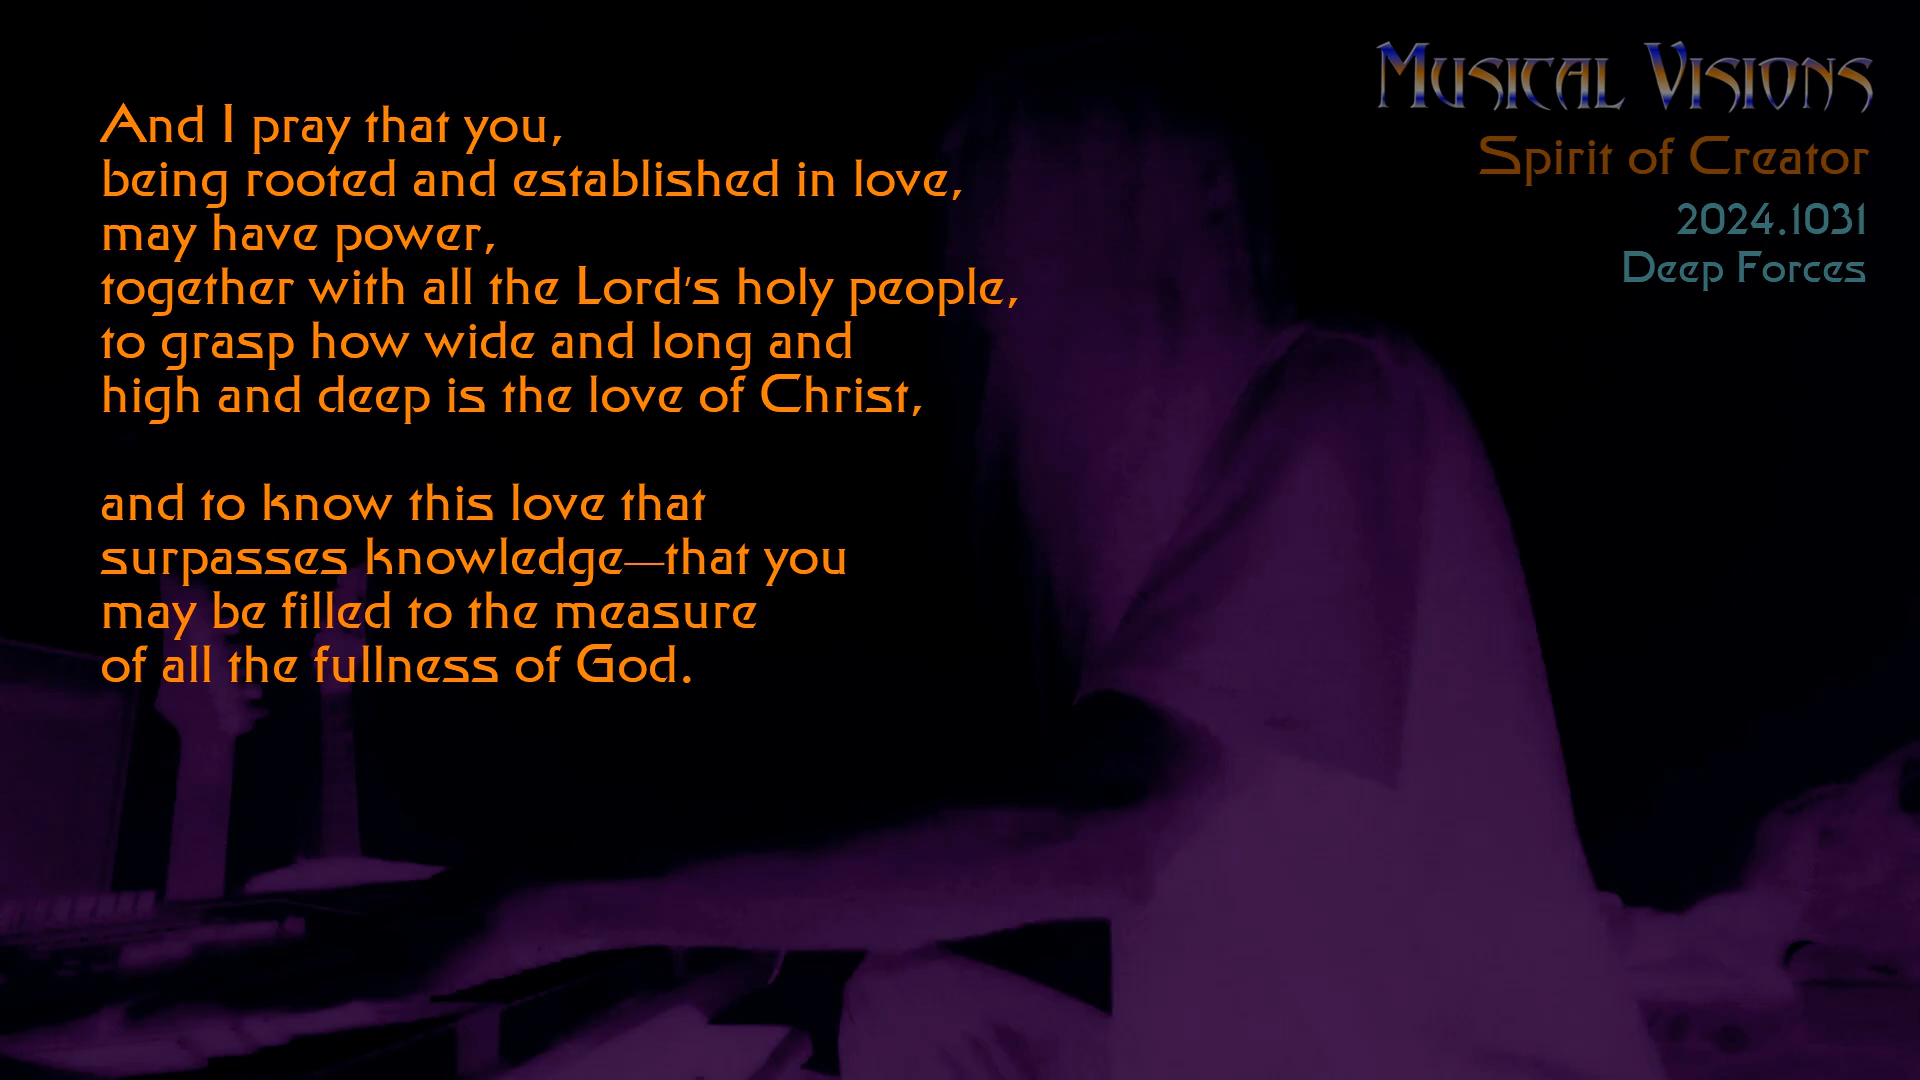 And I pray that you,
being rooted and established in love,
may have power,
together with all the Lord's holy people,
to grasp how wide and long and
high and deep is the love of Christ,
and to know this love that
surpasses knowledge—that you
may be filled to the measure
of all the fullness of God.
Musical Visions
Spirit of Creator
2024.1031
Deep Forces